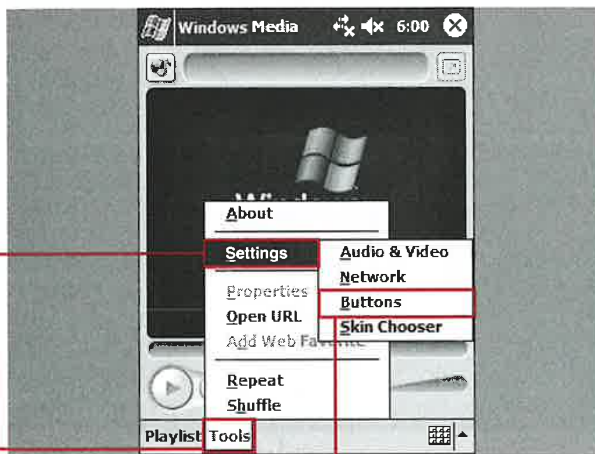 Windows Media 6:00
About
Settings
Audio & Video
Properties
Network
Open URL
Buttons
Add Web
Skin Chooser
Repeat
Shuffle
Playlist Tools